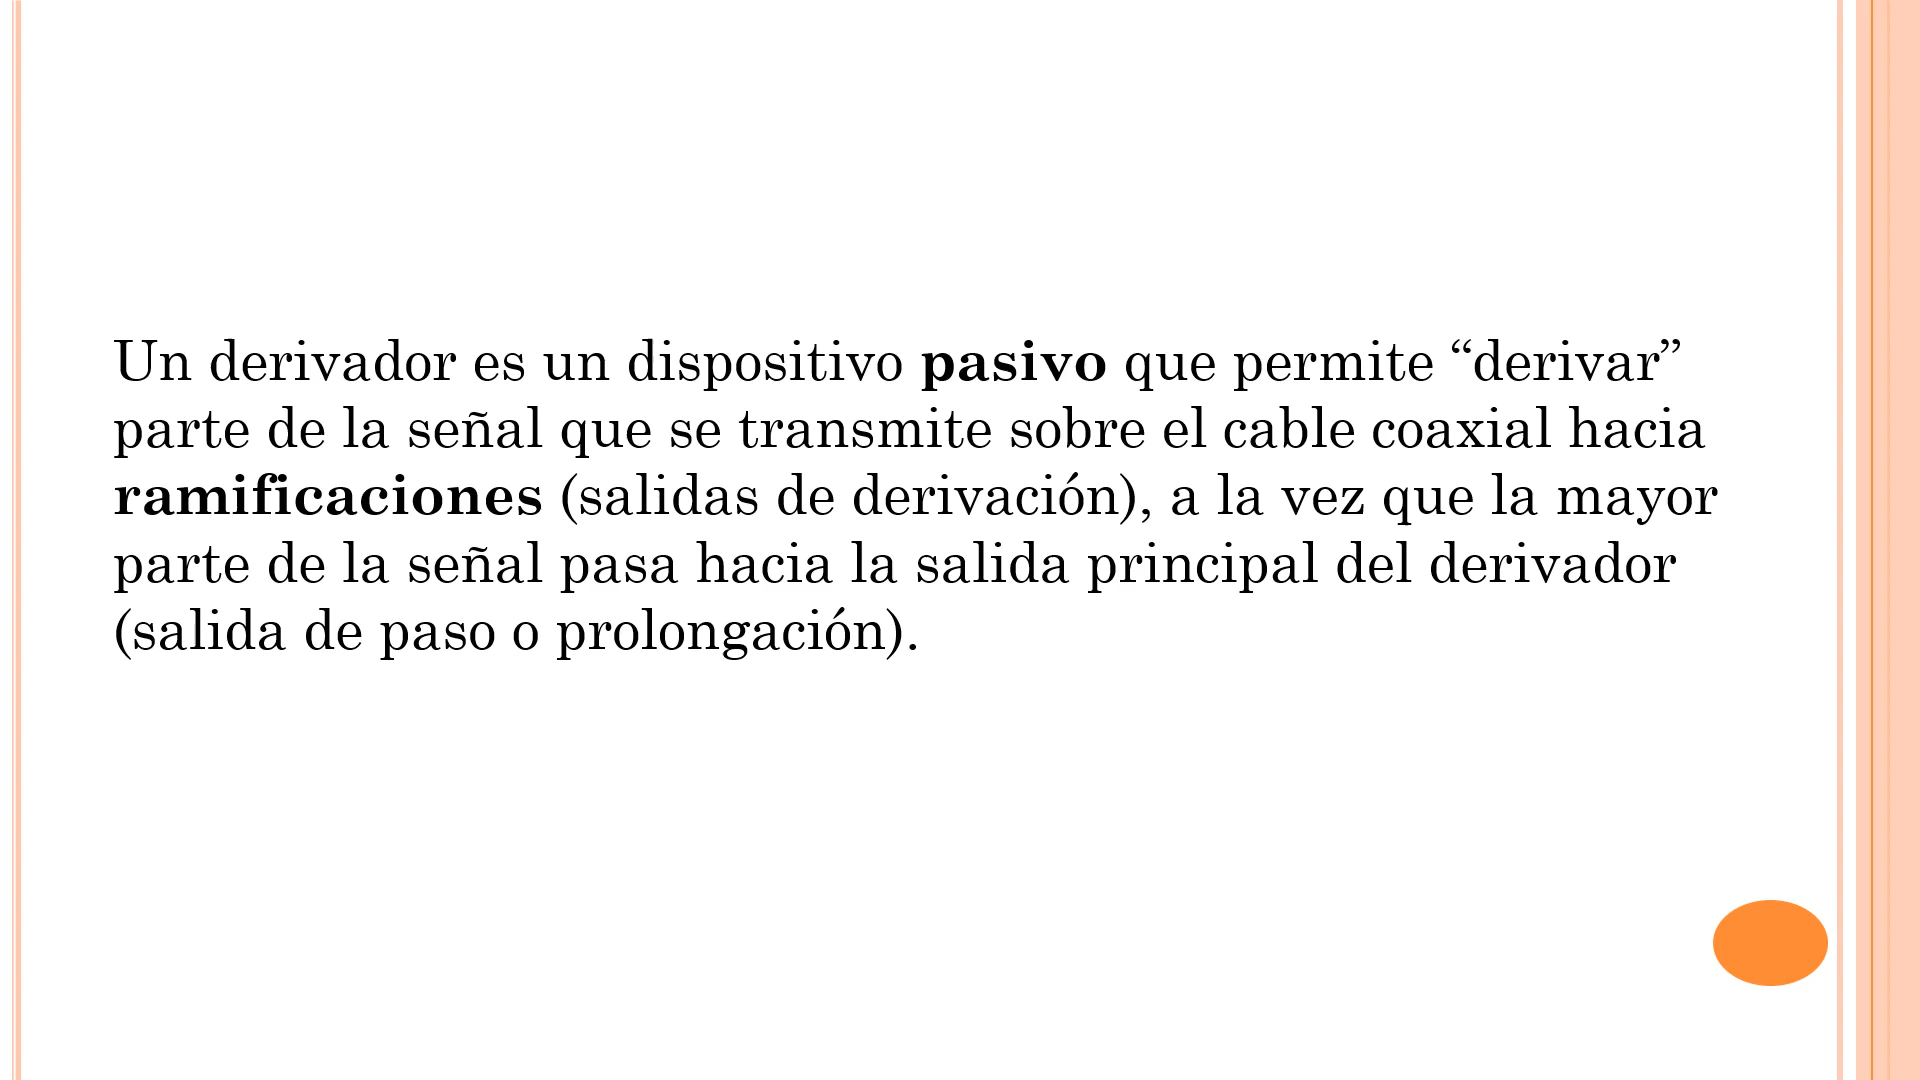 Un derivador es un dispositivo pasivo que permite “derivar”
parte de la señal que se transmite sobre el cable coaxial hacia
ramificaciones (salidas de derivación), a la vez que la mayor
parte de la señal pasa hacia la salida principal del derivador
(salida de paso o prolongación).